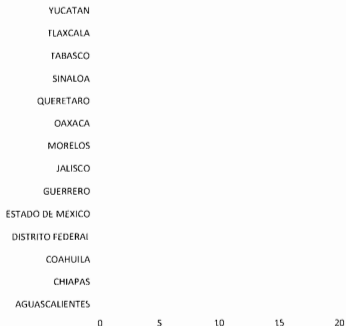 YUCATAN
TLAXCALA
TABASCO
SINALOA
QUERETARO
OAXACA
MORELOS
JALISCO
GUERRERO
ESTADO DE MEXICO
DISTRITO FEDERAL
COAHUILA
CHIAPAS
AGUASCALIENTES
0 5 10 15 20